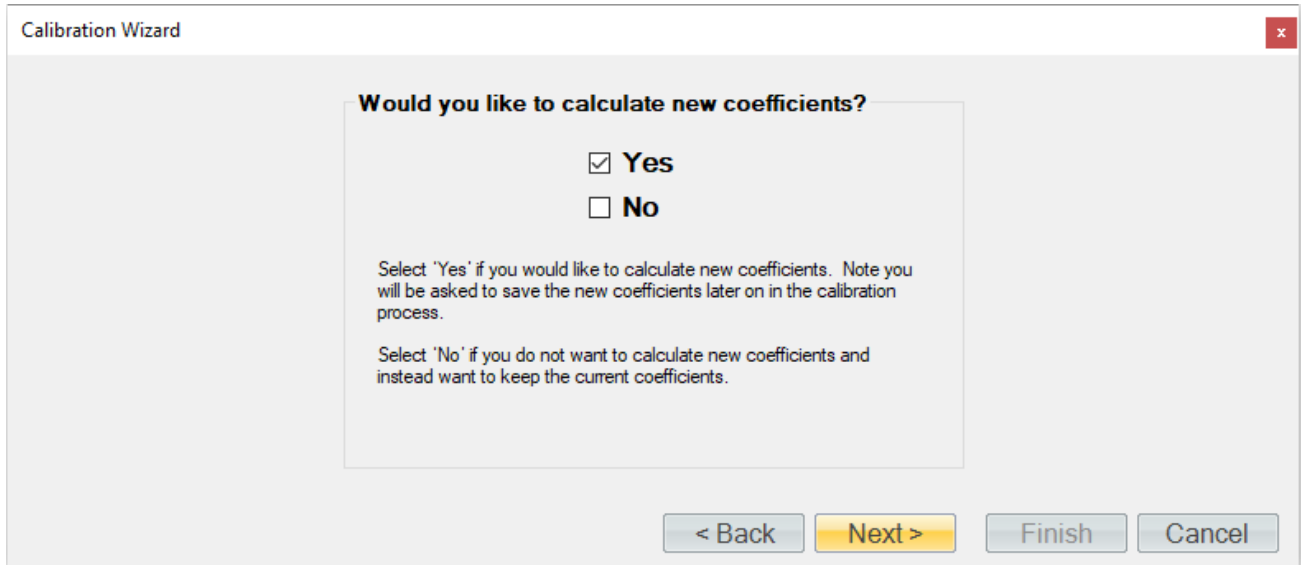 Calibration Wizard
x
Would you like to calculate new coefficients?
Yes
No
Select 'Yes' if you would like to calculate new coefficients.  Note you
will be asked to save the new coefficients later on in the calibration
process.
Select 'No' if you do not want to calculate new coefficients and
instead want to keep the current coefficients.
< Back Next > Finish Cancel